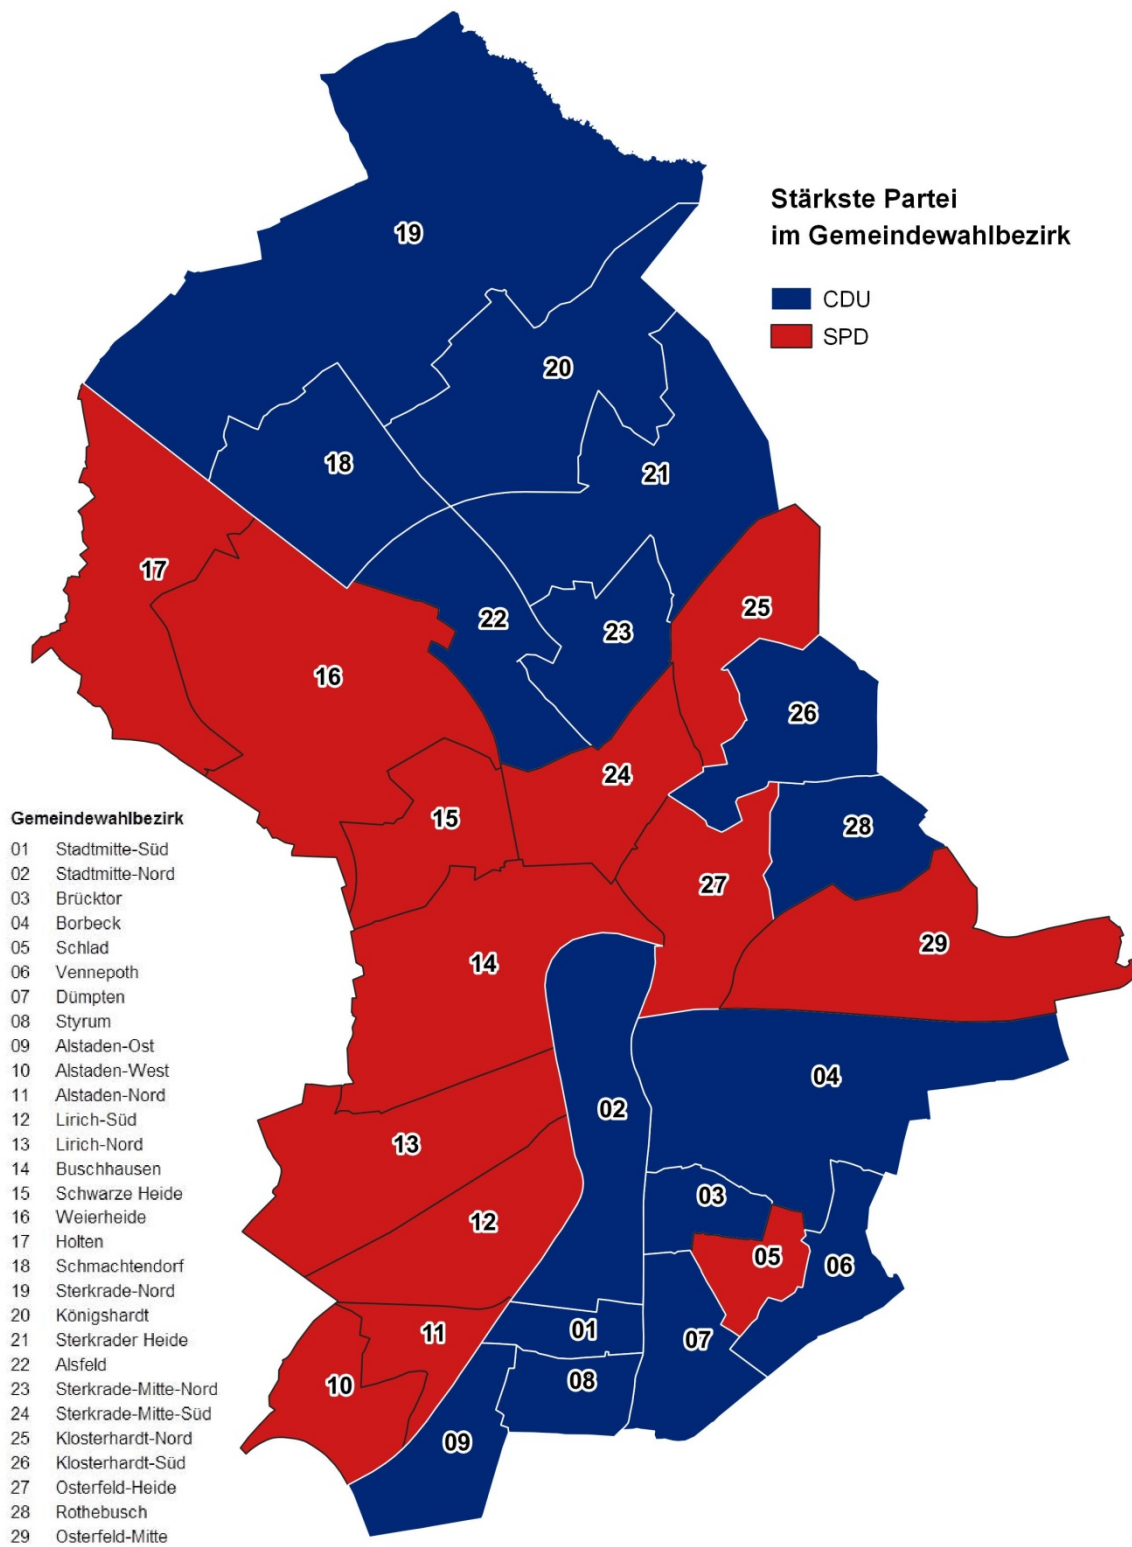 Stärkste Partei
im Gemeindewahlbezirk
CDU
SPD
19
20
18
21
17
25
22
23
16
26
24
15
28
27
29
14
04
02
13
03
12
05
06
01
11
07
08
10
09
Gemeindewahlbezirk
01 Stadtmitte-Süd
02 Stadtmitte-Nord
03 Brücktor
04 Borbeck
05 Schlad
06 Vennepoth
07 Dümpten
08 Styrum
09 Alstaden-Ost
10 Alstaden-West
11 Alstaden-Nord
12 Lirich-Süd
13 Lirich-Nord
14 Buschhausen
15 Schwarze Heide
16 Weierheide
17 Holten
18 Schmachtendorf
19 Sterkrade-Nord
20 Königshardt
21 Sterkrader Heide
22 Alsfeld
23 Sterkrade-Mitte-Nord
24 Sterkrade-Mitte-Süd
25 Klosterhardt-Nord
26 Klosterhardt-Süd
27 Osterfeld-Heide
28 Rothebusch
29 Osterfeld-Mitte